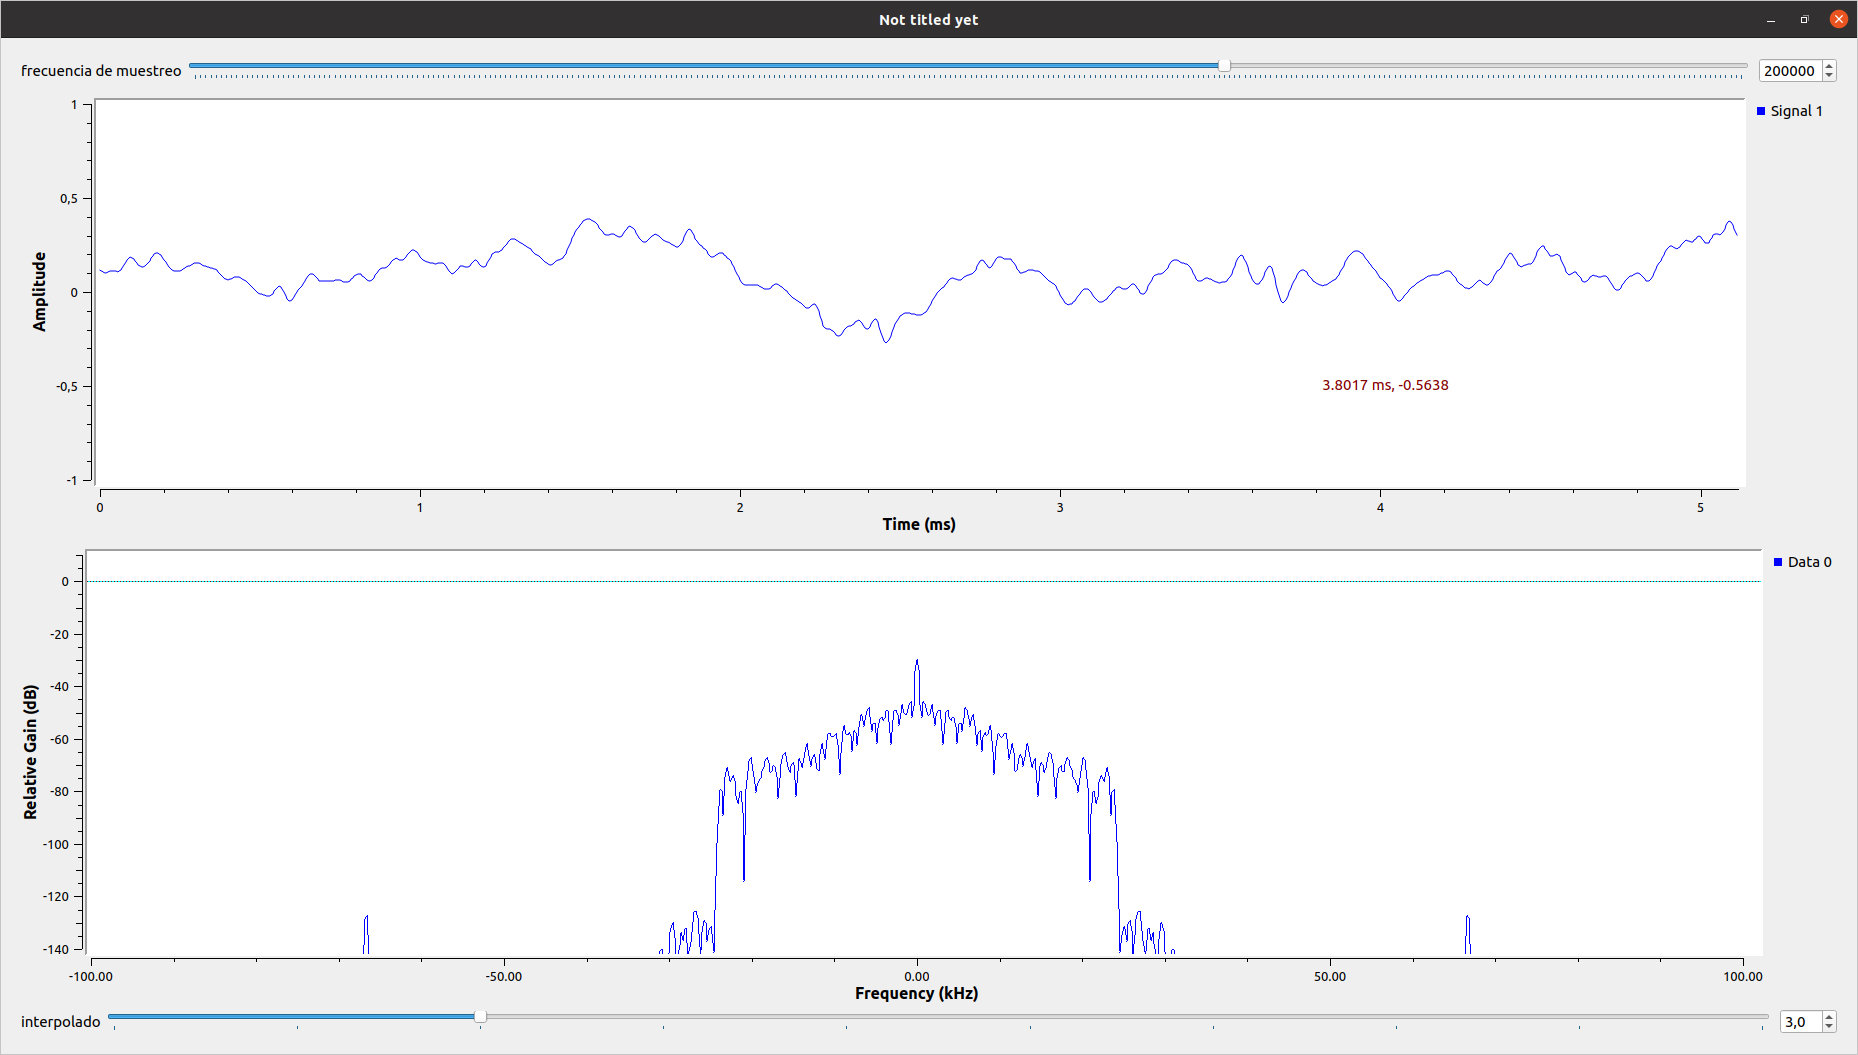 Not titled yet
frecuencia de muestreo
200000
Signal 1
1
0,5
0
-0,5
-1
Amplitude
3.8017 ms, -0.5638
0 1 2 3 4 5
Time (ms)
Data 0
0
-20
-40
-60
-80
-100
-120
-140
Relative Gain (dB)
-100.00 -50.00 0.00 50.00 100.00
Frequency (kHz)
interpolado
3,0